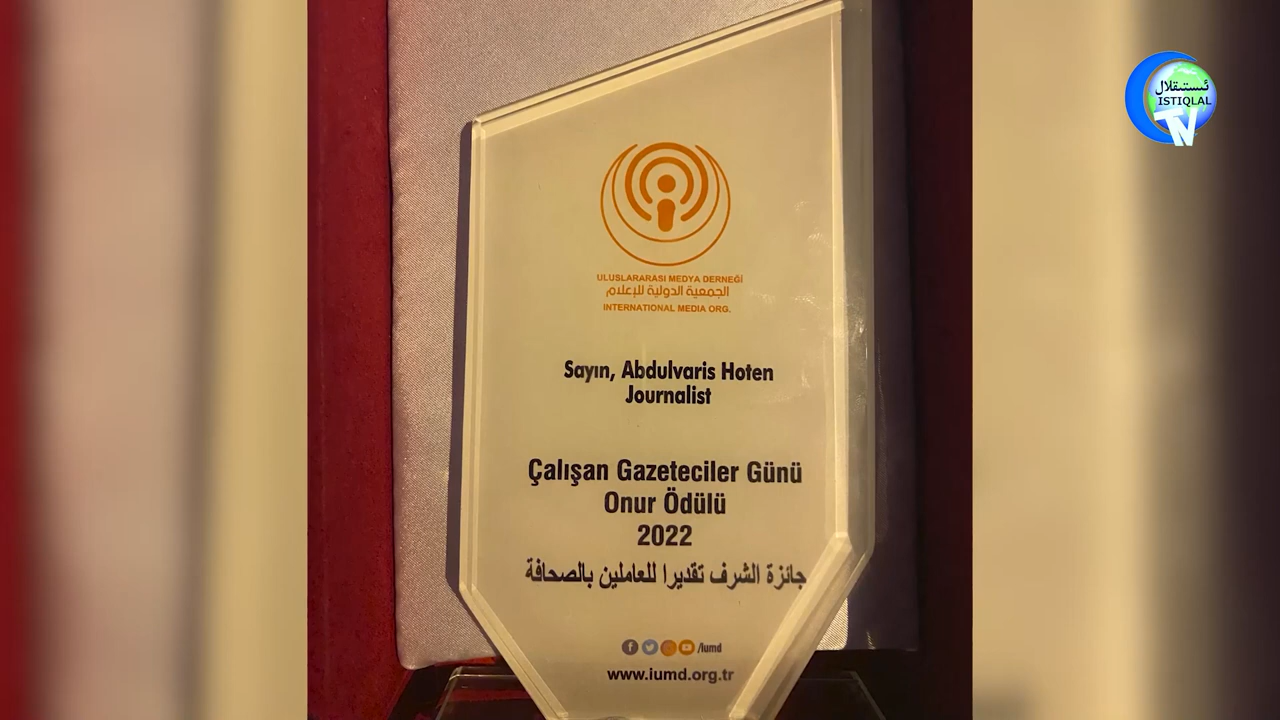 ULUSLARARASI MEDYA DERNEĞİ
الجمعية الدولية للإعلام
INTERNATIONAL MEDIA ORG.
Sayın, Abdulvaris Hoten
Journalist
Çalışan Gazeteciler Günü
Onur Ödülü
2022
جائزة الشرف تقديرا للعاملين بالصحافة
/iumd
www.iumd.org.tr
ئىستىقلال
ISTIQLAL
TV